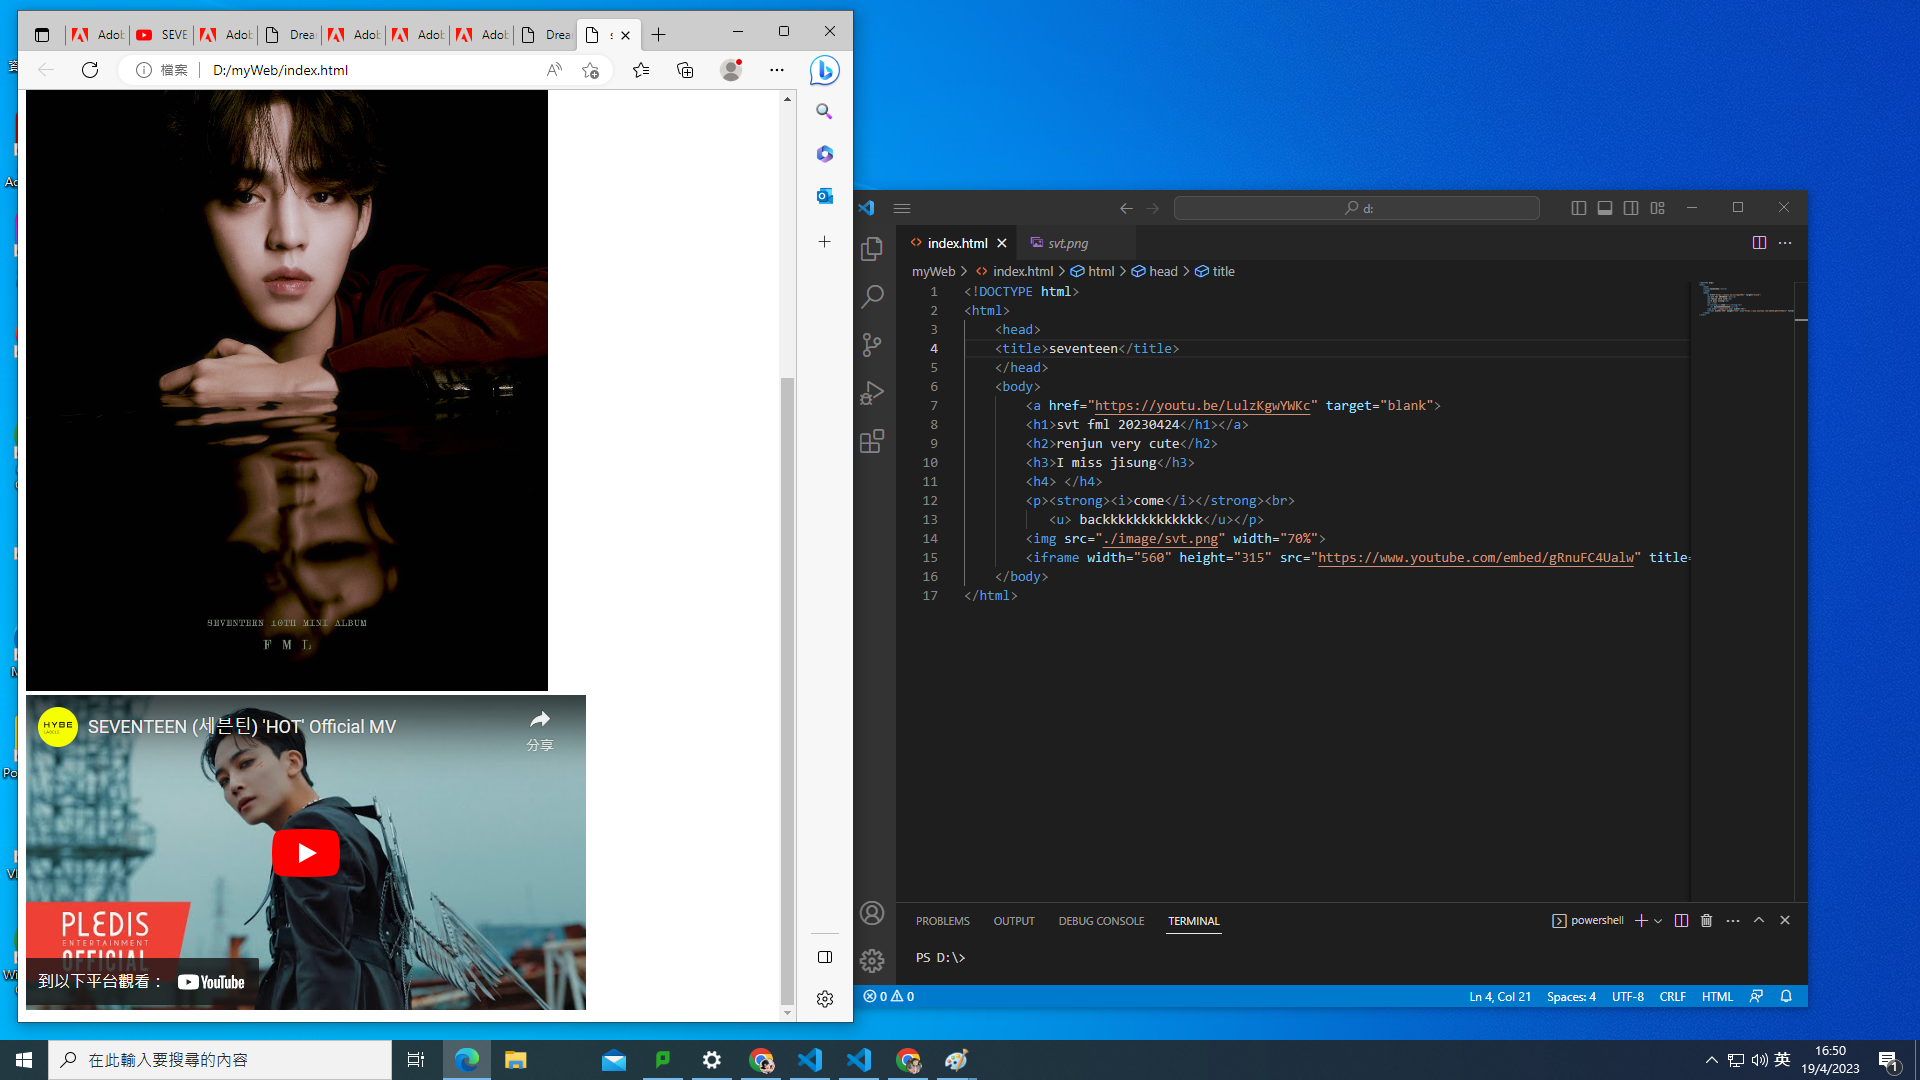 Adob
SEVE
Adob
Drea
Adob
Adob
Adob
Drea
s
檔案
D:/myWeb/index.html
SEVENTEEN 10TH MINI ALBUM
F M L
HYBE
LABELS
SEVENTEEN (세븐틴) 'HOT' Official MV
分享
PLEDIS
ENTERTAINMENT
OFFICIAL
到以下平台觀看：
YouTube
d:
index.html
svt.png
myWeb > index.html > html > head > title
1 <!DOCTYPE html>
2 <html>
3 <head>
4 <title>seventeen</title>
5 </head>
6 <body>
7 <a href="https://youtu.be/LulzKgwYWKc" target="blank">
8 <h1>svt fml 20230424</h1></a>
9 <h2>renjun very cute</h2>
10 <h3>I miss jisung</h3>
11 <h4> </h4>
12 <p><strong><i>come</i></strong><br>
13 <u> backkkkkkkkkkkkk</u></p>
14 <img src="./image/svt.png" width="70%">
15 <iframe width="560" height="315" src="https://www.youtube.com/embed/gRnuFC4Ualw" title=
16 </body>
17 </html>
PROBLEMS OUTPUT DEBUG CONSOLE TERMINAL
powershell
PS D:\>
0 0
Ln 4, Col 21 Spaces: 4 UTF-8 CRLF HTML
在此輸入要搜尋的內容
英
16:50
19/4/2023
1